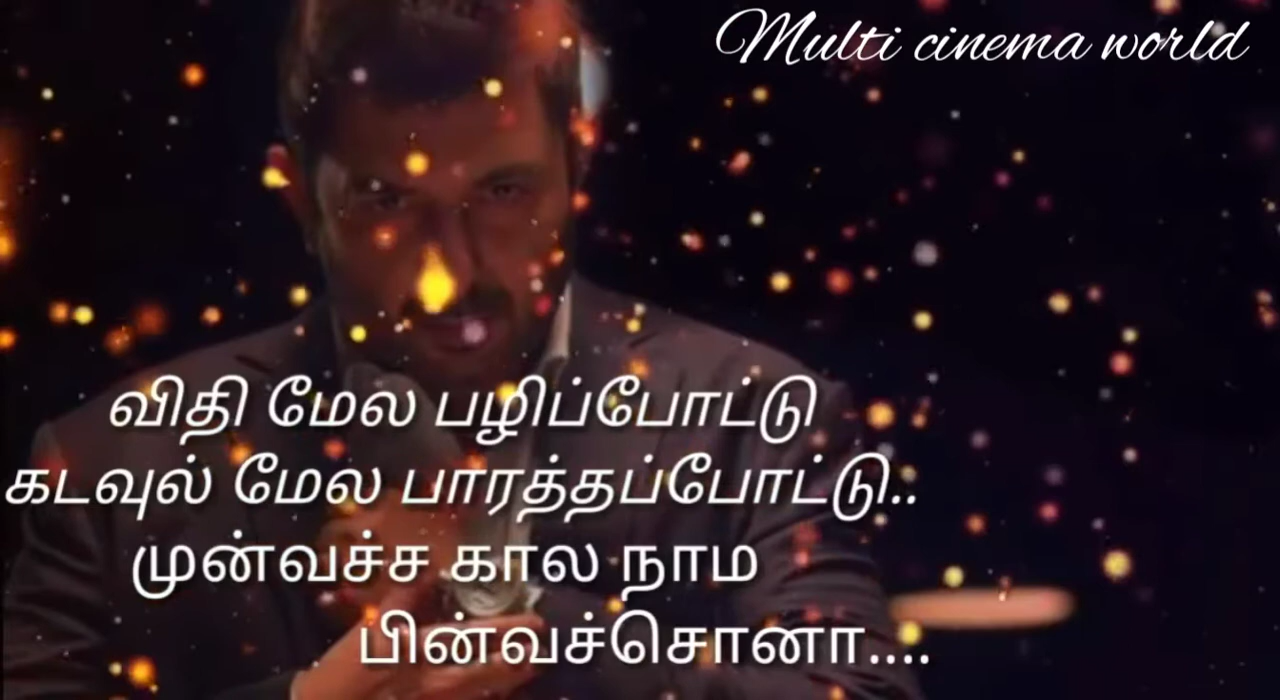 Multi cinema world
விதி மேல பழிப்போட்டு
கடவுல் மேல பாரத்தப்போட்டு..
முன்வச்ச கால நாம
பின்வச்சொனா....